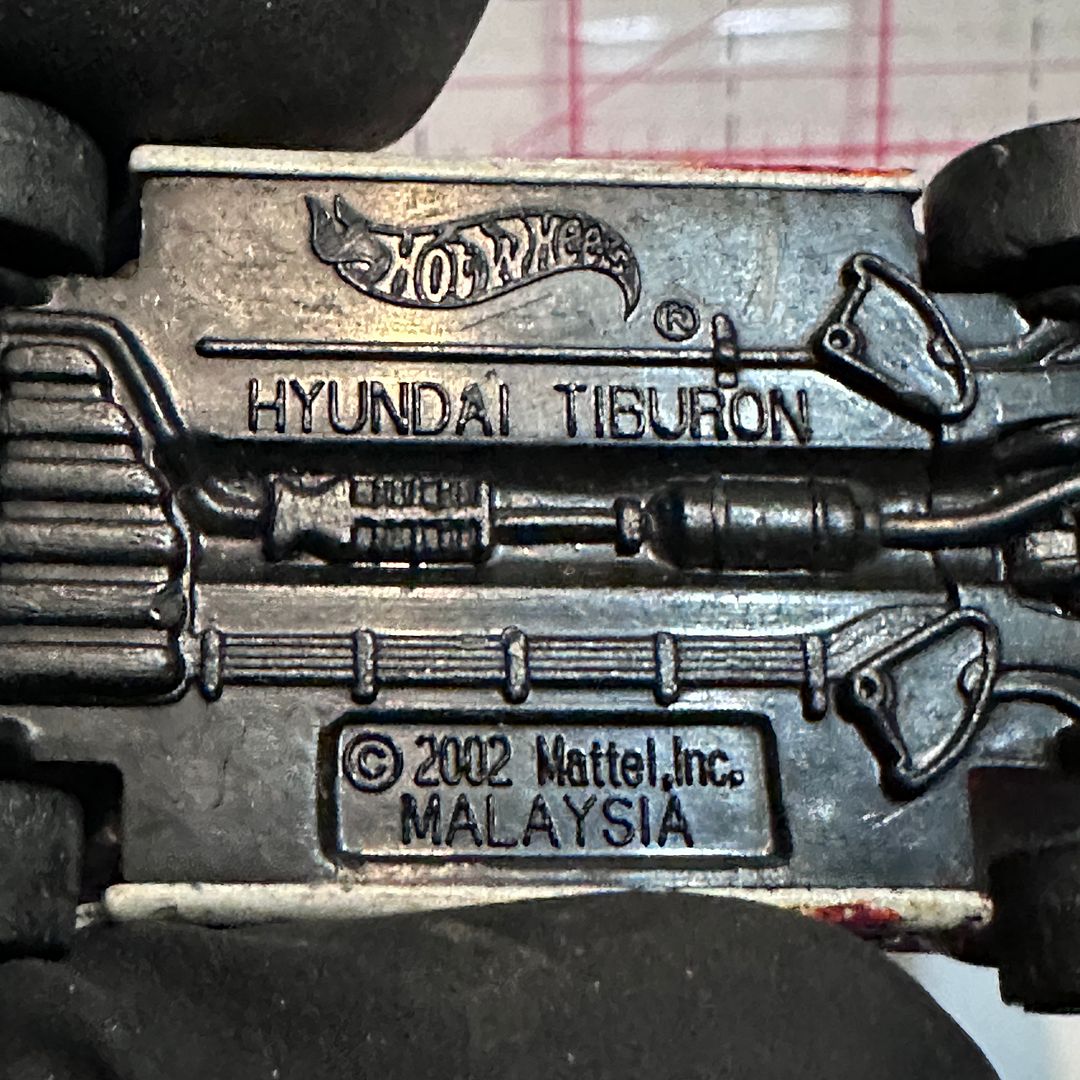 Hot Wheels
®
HYUNDAI TIBURON
© 2002 Mattel,Inc.
MALAYSIA